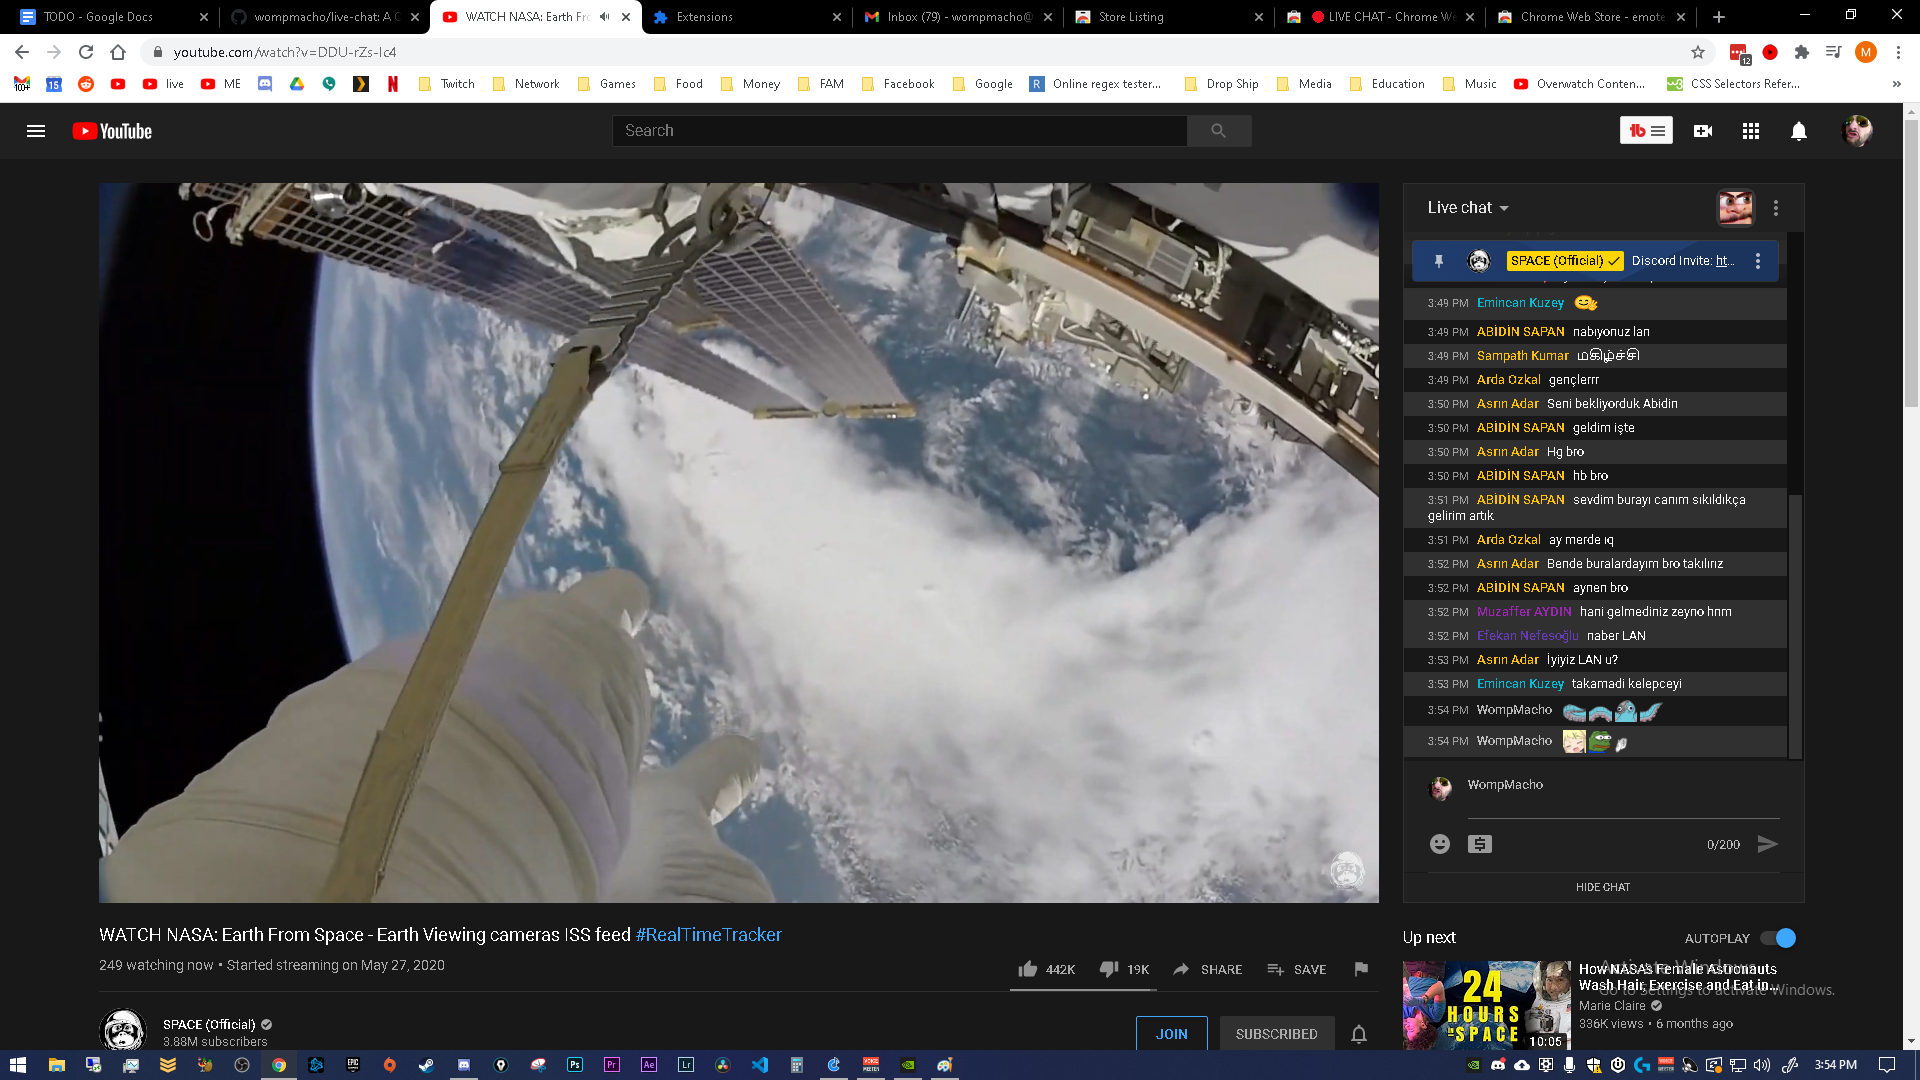 TODO - Google Docs
wompmacho/live-chat: A C
WATCH NASA: Earth Fr
Extensions
Inbox (79) - wompmacho@
Store Listing
LIVE CHAT - Chrome We
Chrome Web Store - emote
youtube.com/watch?v=DDU-rZs-Ic4
12
M
100+
15
live
ME
Twitch
Network
Games
Food
Money
FAM
Facebook
Google
R
Online regex tester...
Drop Ship
Media
Education
Music
Overwatch Conten...
CSS Selectors Refer...
YouTube
Search
Live chat
SPACE (Official)
Discord Invite: ht...
3:49 PM Emincan Kuzey
3:49 PM ABİDİN SAPAN nabıyonuz lan
3:49 PM Sampath Kumar மகிழ்ச்சி
3:49 PM Arda Ozkal gençlerrr
3:50 PM Asrın Adar Seni bekliyorduk Abidin
3:50 PM ABİDİN SAPAN geldim işte
3:50 PM Asrın Adar Hg bro
3:50 PM ABİDİN SAPAN hb bro
3:51 PM ABİDİN SAPAN sevdim burayı canım sıkıldıkça
gelirim artık
3:51 PM Arda Ozkal ay merde ıq
3:52 PM Asrın Adar Bende buralardayım bro takılırız
3:52 PM ABİDİN SAPAN aynen bro
3:52 PM Muzaffer AYDIN hani gelmediniz zeyno hnm
3:52 PM Efekan Nefesoğlu naber LAN
3:53 PM Asrın Adar İyiyiz LAN u?
3:53 PM Emincan Kuzey takamadi kelepceyi
3:54 PM WompMacho
3:54 PM WompMacho
WompMacho
0/200
HIDE CHAT
WATCH NASA: Earth From Space - Earth Viewing cameras ISS feed #RealTimeTracker
249 watching now • Started streaming on May 27, 2020
442K
19K
SHARE
SAVE
SPACE (Official)
3.88M subscribers
JOIN
SUBSCRIBED
Up next
AUTOPLAY
24
HOURS
IN SPACE
10:05
How NASA's Female Astronauts
Wash Hair, Exercise and Eat in...
Marie Claire
336K views • 6 months ago
Activate Windows
Go to Settings to activate Windows.
EPIC
Ps
Pr
Ae
Lr
3:54 PM